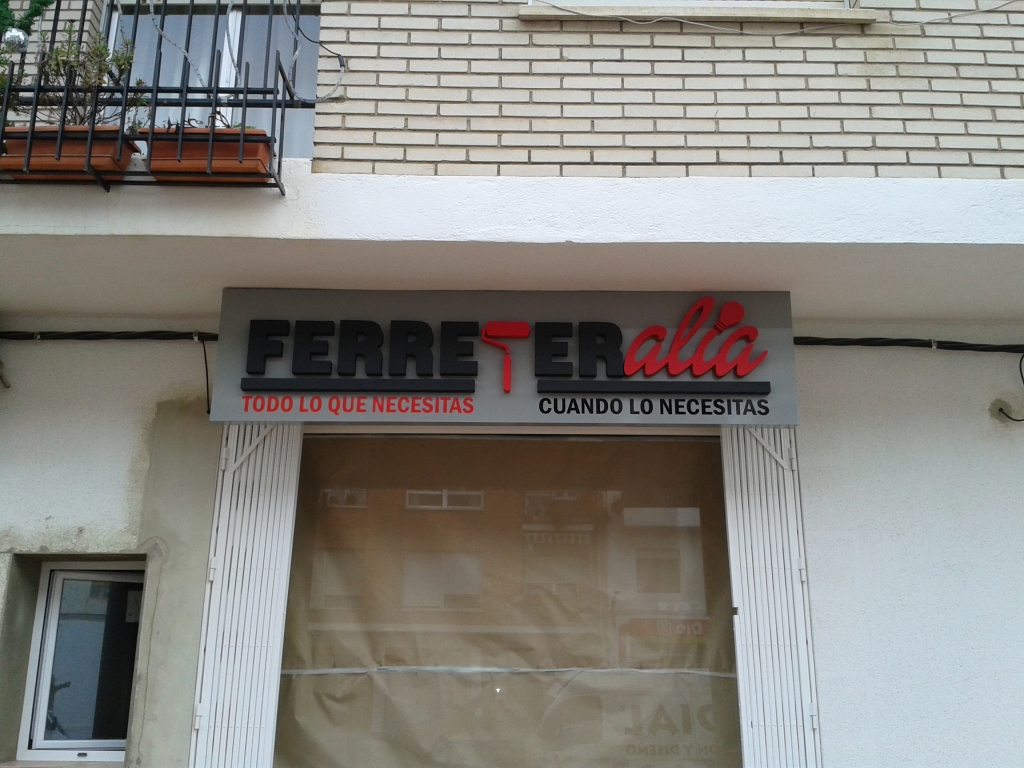 FERRETERalia
TODO LO QUE NECESITAS CUANDO LO NECESITAS